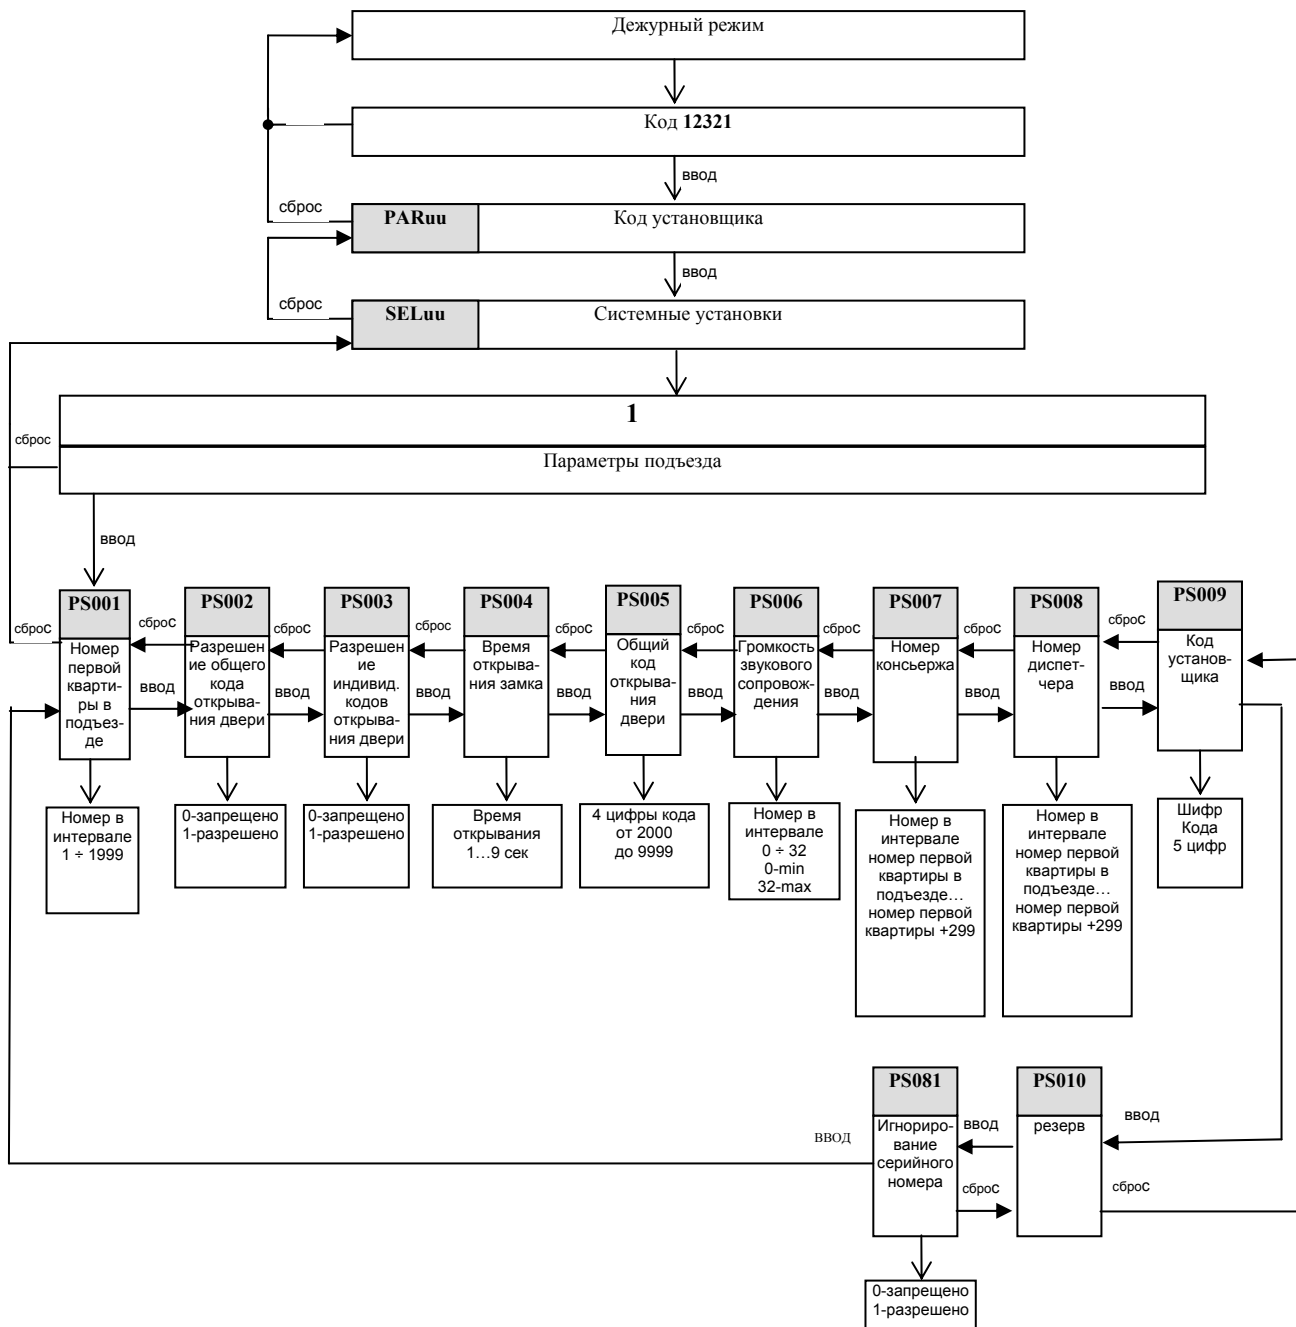 Дежурный режим
Код 12321
ввод
сброс
PARuu
Код установщика
ввод
сброс
SELuu
Системные установки
1
сброс
Параметры подъезда
ввод
PS001
Номер
первой
кварти-
ры в
подъез-
де
PS002
Разрешен
ие общего
кода
открыва-
ния двери
PS003
Разрешен
ие
индивид.
кодов
открыва-
ния двери
PS004
Время
открыва-
ния замка
PS005
Общий
код
открыва-
ния
двери
PS006
Громкость
звукового
сопровож-
дения
PS007
Номер
консьержа
PS008
Номер
диспет-
чера
PS009
Код
установ-
щика
сброс
сброс
сброс
сброс
сброс
сброс
сброс
сброс
сброс
ввод
ввод
ввод
ввод
ввод
ввод
ввод
ввод
Номер в
интервале
1 ÷ 1999
0-запрещено
1-разрешено
0-запрещено
1-разрешено
Время
открывания
1…9 сек
4 цифры кода
от 2000
до 9999
Номер в
интервале
0 ÷ 32
0-min
32-max
Номер в
интервале
номер первой
квартиры в
подъезде…
номер первой
квартиры +299
Номер в
интервале
номер первой
квартиры в
подъезде…
номер первой
квартиры +299
Шифр
Кода
5 цифр
PS081
Игнориро-
вание
серийного
номера
PS010
резерв
ввод
ввод
ввод
сброс
сброс
0-запрещено
1-разрешено